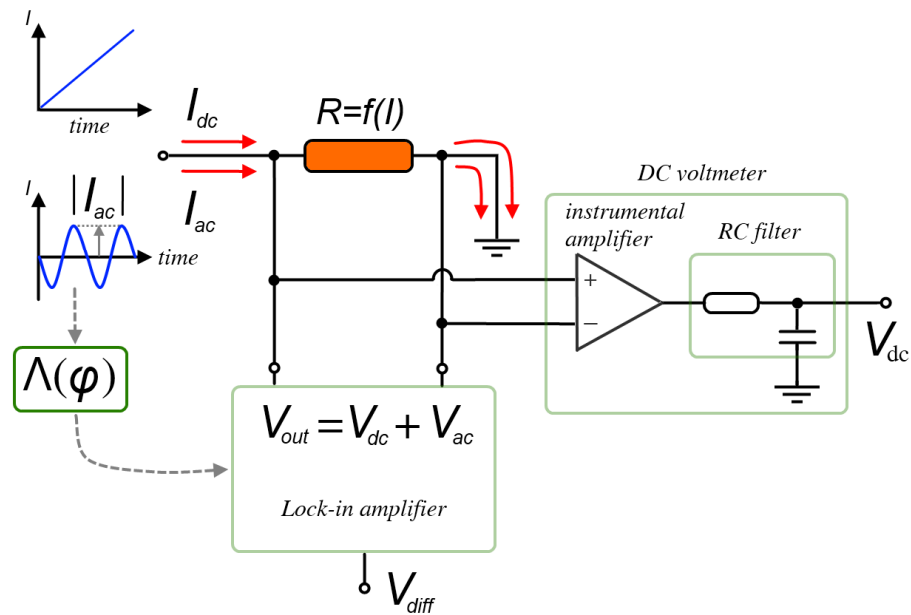 I
time
I
|I_ac|
time
Λ(φ)
I_dc
I_ac
R=f(I)
DC voltmeter
instrumental
amplifier
RC filter
+
−
V_dc
V_out = V_dc + V_ac
Lock-in amplifier
V_diff